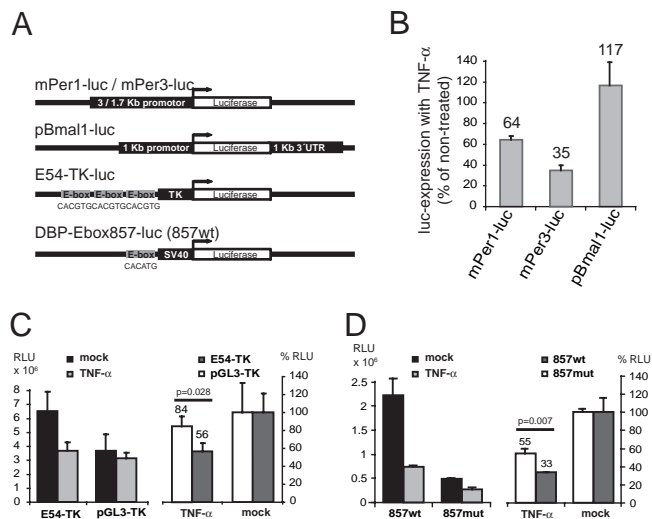 A
mPer1-luc / mPer3-luc
3 / 1.7 Kb promotor Luciferase
pBmal1-luc
1 Kb promotor Luciferase 1 Kb 3´UTR
E54-TK-luc
E-box E-box E-box TK Luciferase
CACGTGCACGTGCACGTG
DBP-Ebox857-luc (857wt)
E-box SV40 Luciferase
CACATG
B
luc-expression with TNF-α
(% of non-treated)
140
120
100
80
60
40
20
0
64
35
117
mPer1-luc
mPer3-luc
pBmal1-luc
C
RLU
x 10⁶
mock
TNF-α
8
7
6
5
4
3
2
1
0
E54-TK pGL3-TK
E54-TK
pGL3-TK
% RLU
p=0.028
84
56
140
120
100
80
60
40
20
0
TNF-α mock
D
RLU
x 10⁶
mock
TNF-α
2.5
2
1.5
1
0.5
0
857wt 857mut
857wt
857mut
% RLU
p=0.007
55
33
140
120
100
80
60
40
20
0
TNF-α mock